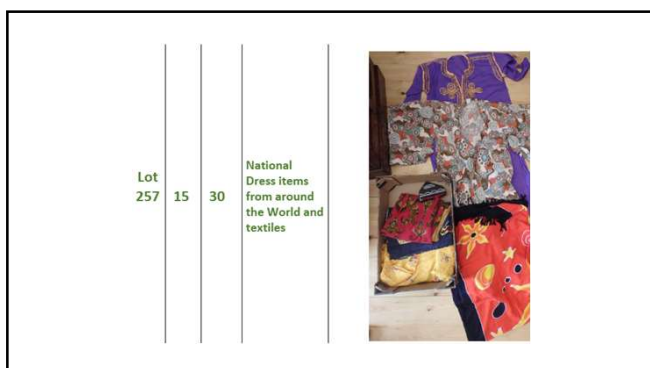 Lot
257
15
30
National
Dress items
from around
the World and
textiles